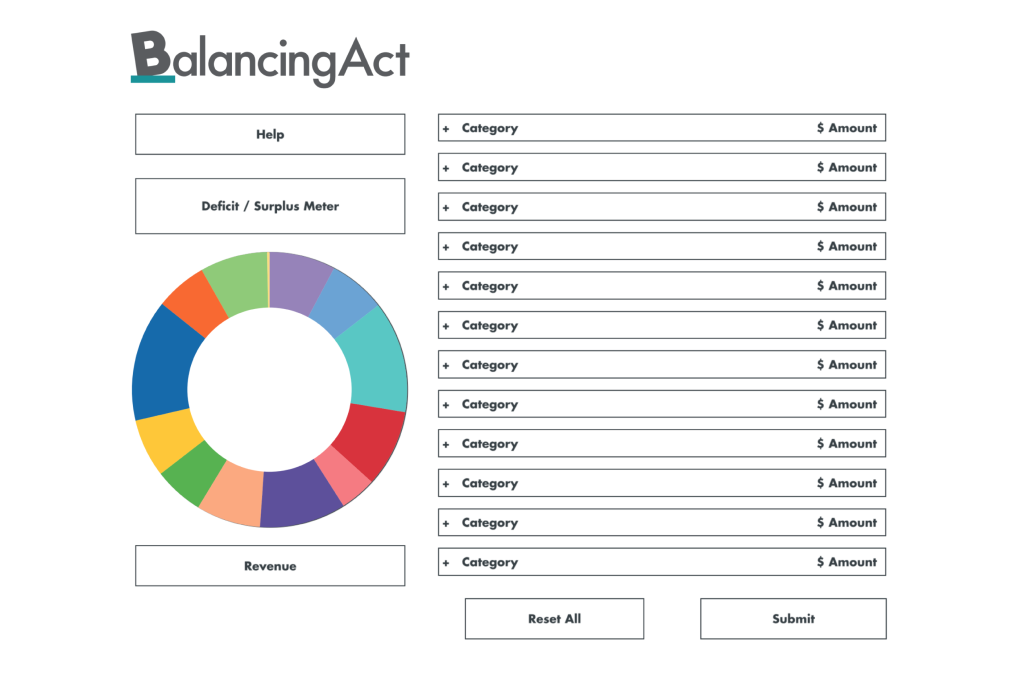 BalancingAct
Help
Deficit / Surplus Meter
Revenue
+ Category $ Amount
+ Category $ Amount
+ Category $ Amount
+ Category $ Amount
+ Category $ Amount
+ Category $ Amount
+ Category $ Amount
+ Category $ Amount
+ Category $ Amount
+ Category $ Amount
+ Category $ Amount
+ Category $ Amount
Reset All
Submit